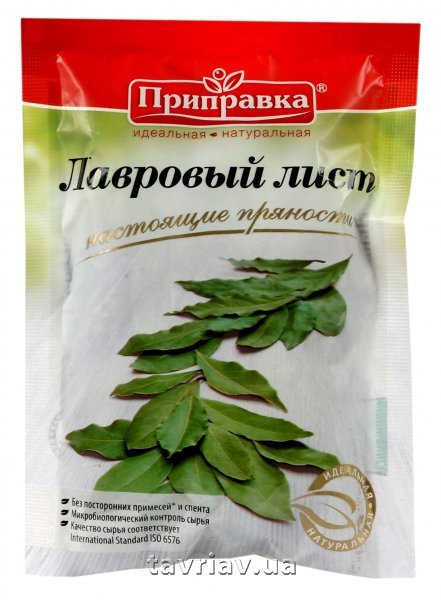 Приправка®
идеальная натуральная
Лавровый лист
настоящие пряности
Без посторонних примесей* и спента
Микробиологический контроль сырья
Качество сырья соответствует
International Standard ISO 6576
ИДЕАЛЬНАЯ
НАТУРАЛЬНАЯ
tavriav.ua